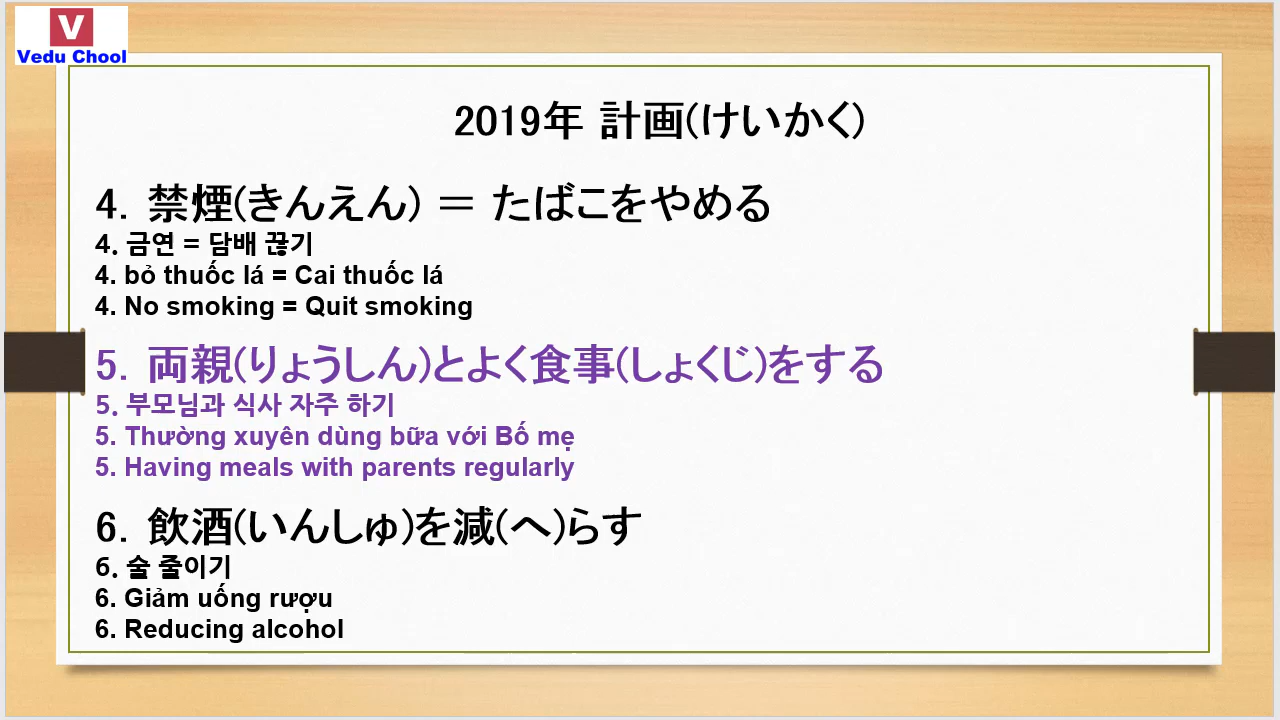 V
Vedu Chool
2019年 計画(けいかく)
4. 禁煙(きんえん) ＝ たばこをやめる
4. 금연 = 담배 끊기
4. bỏ thuốc lá = Cai thuốc lá
4. No smoking = Quit smoking
5. 両親(りょうしん)とよく食事(しょくじ)をする
5. 부모님과 식사 자주 하기
5. Thường xuyên dùng bữa với Bố mẹ
5. Having meals with parents regularly
6. 飲酒(いんしゅ)を減(へ)らす
6. 술 줄이기
6. Giảm uống rượu
6. Reducing alcohol